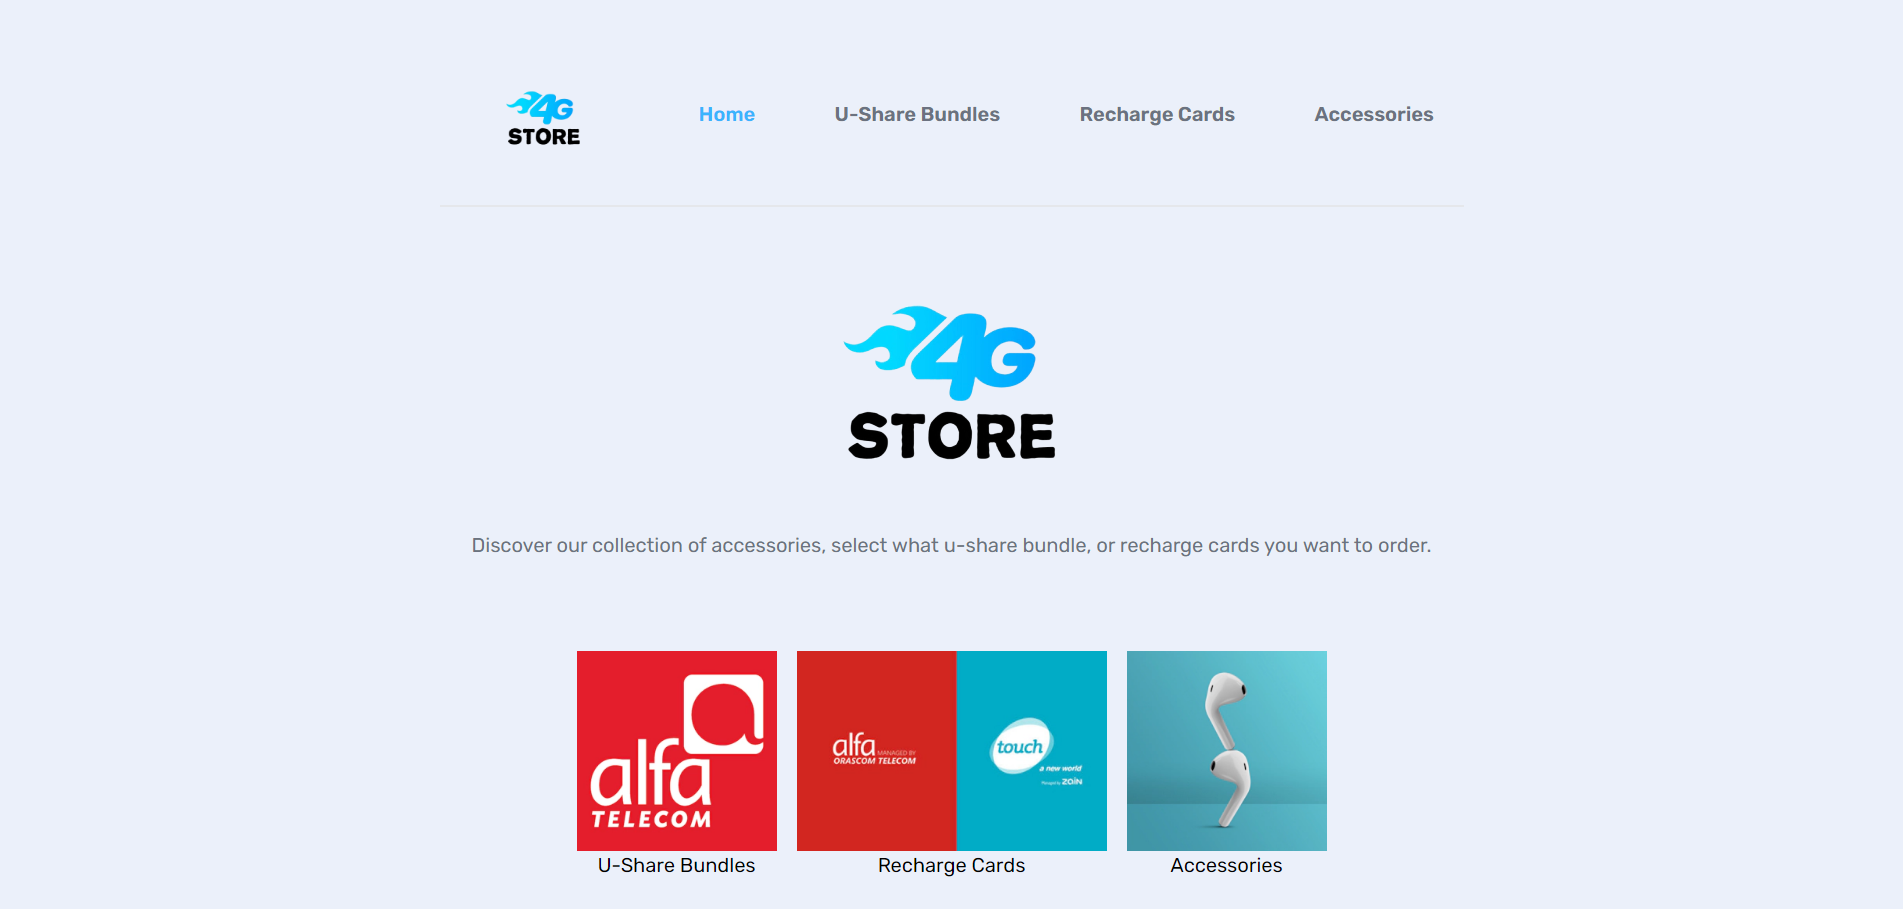 4G
STORE
Home
U-Share Bundles
Recharge Cards
Accessories
4G
STORE
Discover our collection of accessories, select what u-share bundle, or recharge cards you want to order.
alfa
TELECOM
alfa MANAGED BY
ORASCOM TELECOM
touch
a new world
Managed by ZAIN
U-Share Bundles
Recharge Cards
Accessories